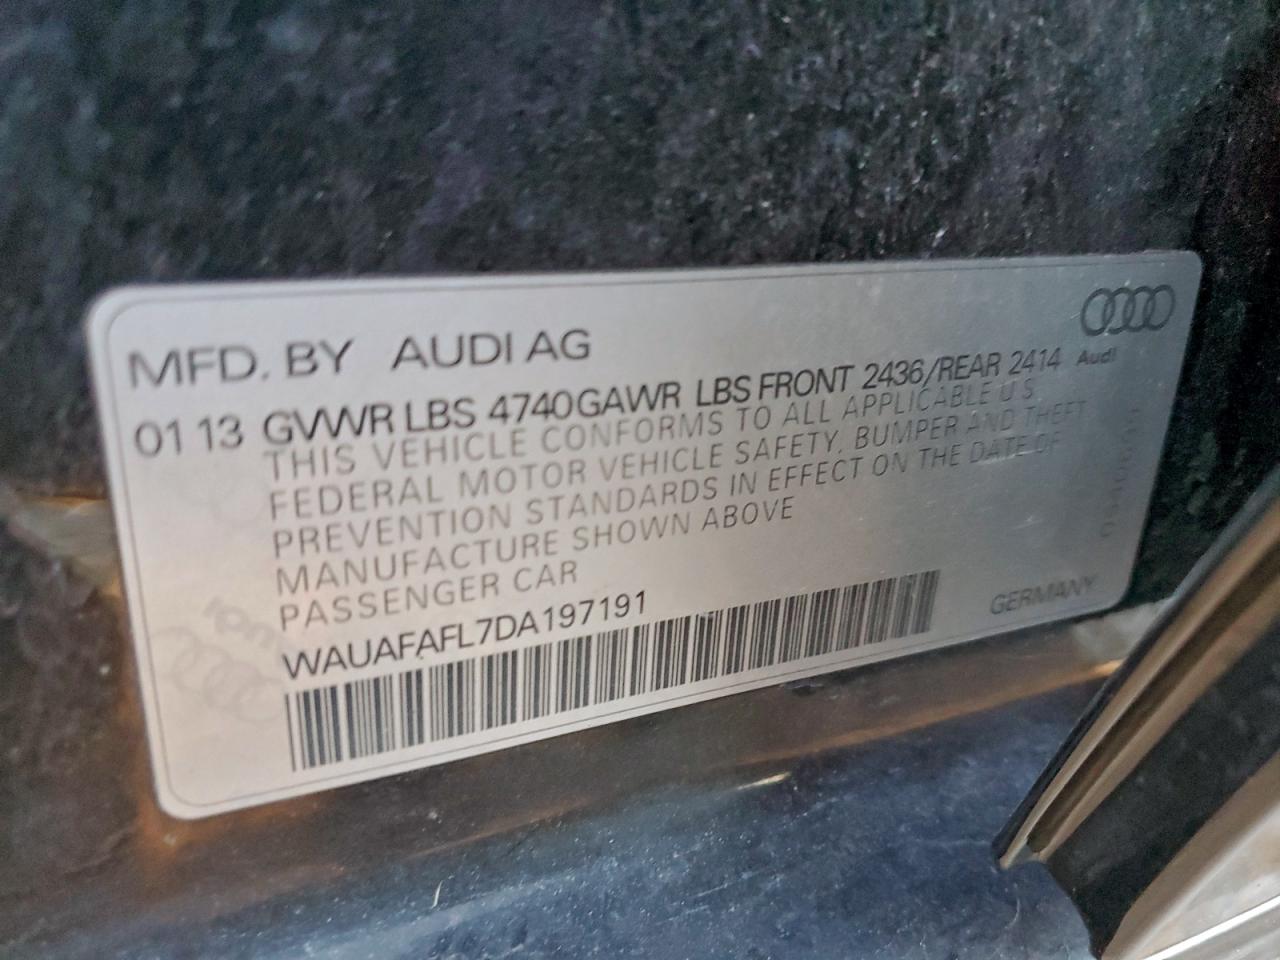 MFD. BY AUDI AG
01 13 GVWR LBS 4740 GAWR LBS FRONT 2436/REAR 2414
Audi
THIS VEHICLE CONFORMS TO ALL APPLICABLE U S
FEDERAL MOTOR VEHICLE SAFETY, BUMPER AND THEFT
PREVENTION STANDARDS IN EFFECT ON THE DATE OF
MANUFACTURE SHOWN ABOVE
PASSENGER CAR
WAUAFAFL7DA197191
GERMANY